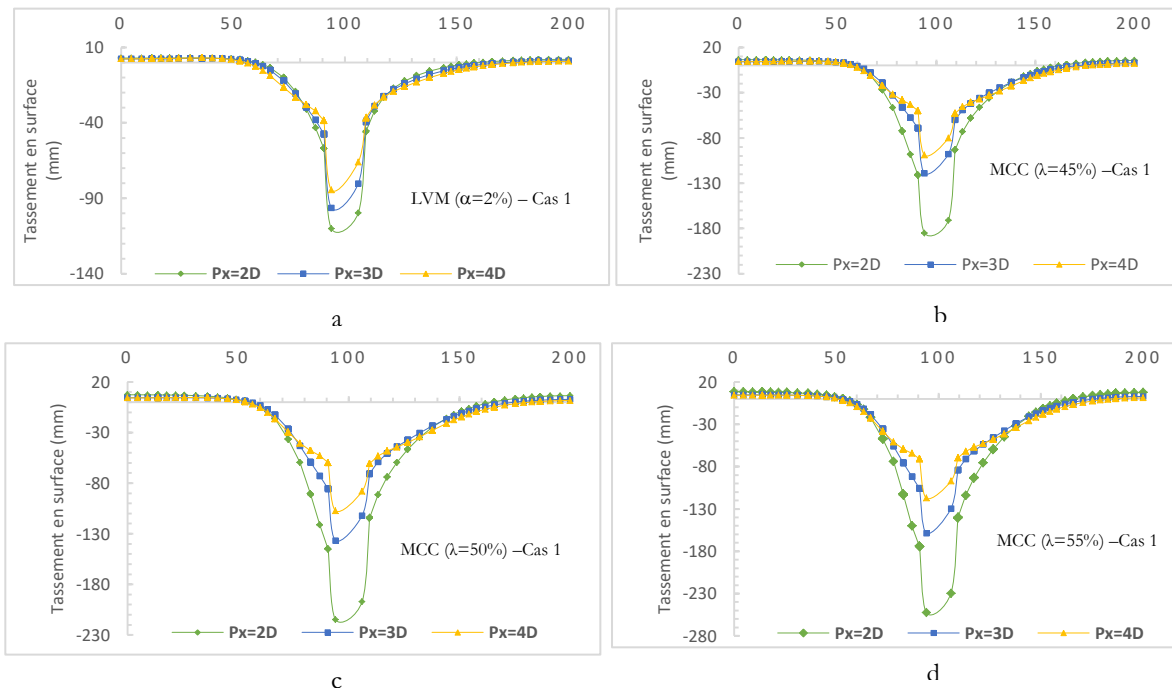 0 50 100 150 200
10
-40
-90
-140
Tassement en surface
(mm)
LVM (α=2%) – Cas 1
Px=2D Px=3D Px=4D
a
0 50 100 150 200
20
-30
-80
-130
-180
-230
Tassement en surface
(mm)
MCC (λ=45%) –Cas 1
Px=2D Px=3D Px=4D
b
0 50 100 150 200
20
-30
-80
-130
-180
-230
Tassement en surface (mm)
MCC (λ=50%) –Cas 1
Px=2D Px=3D Px=4D
c
0 50 100 150 200
20
-30
-80
-130
-180
-230
-280
Tassement en surface
(mm)
MCC (λ=55%) –Cas 1
Px=2D Px=3D Px=4D
d